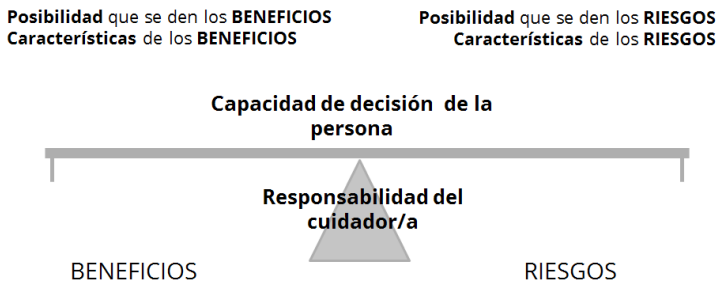 Posibilidad que se den los BENEFICIOS
Características de los BENEFICIOS
Posibilidad que se den los RIESGOS
Características de los RIESGOS
Capacidad de decisión de la
persona
Responsabilidad del
cuidador/a
BENEFICIOS
RIESGOS